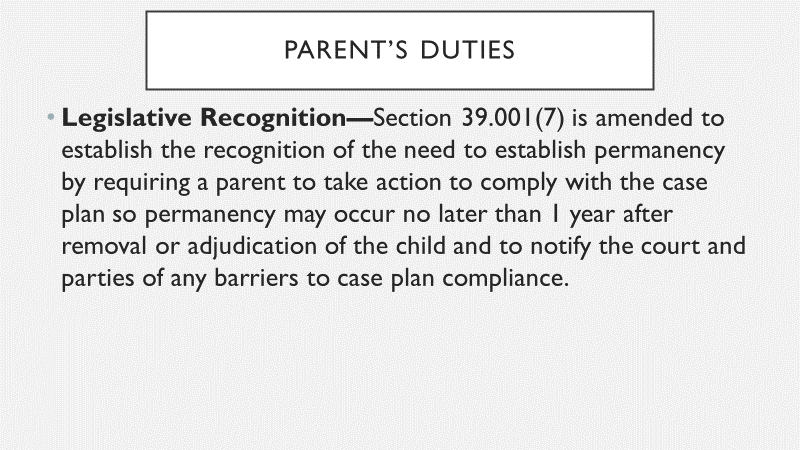 PARENT’S DUTIES
• Legislative Recognition—Section 39.001(7) is amended to
establish the recognition of the need to establish permanency
by requiring a parent to take action to comply with the case
plan so permanency may occur no later than 1 year after
removal or adjudication of the child and to notify the court and
parties of any barriers to case plan compliance.